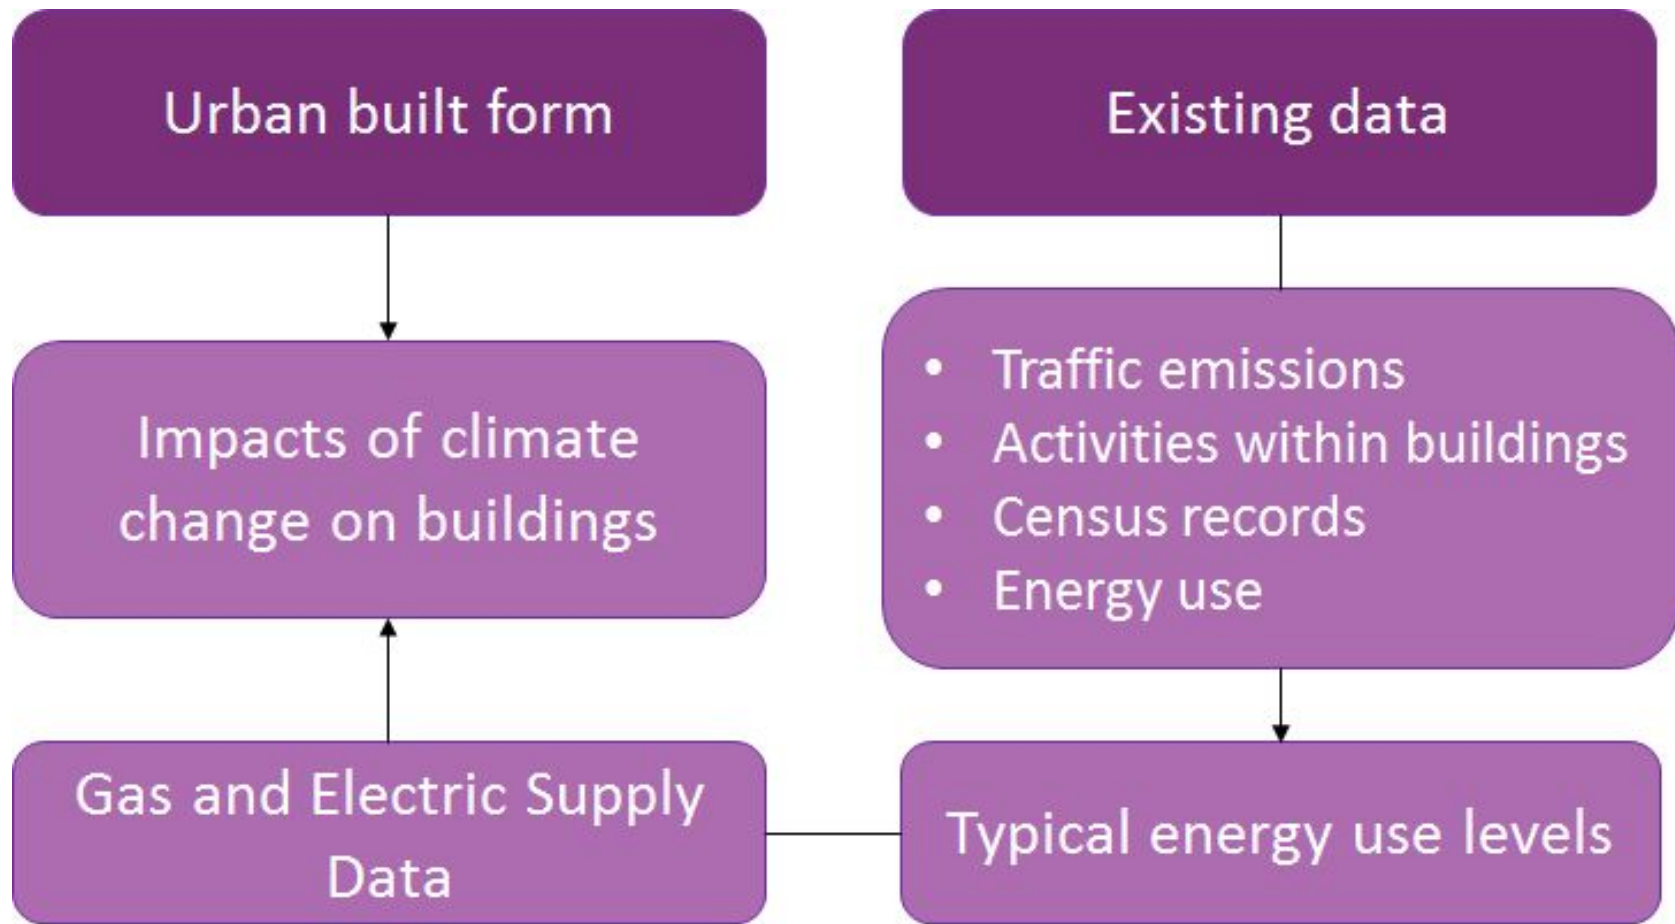 Urban built form
Existing data
Impacts of climate
change on buildings
• Traffic emissions
• Activities within buildings
• Census records
• Energy use
Gas and Electric Supply
Data
Typical energy use levels